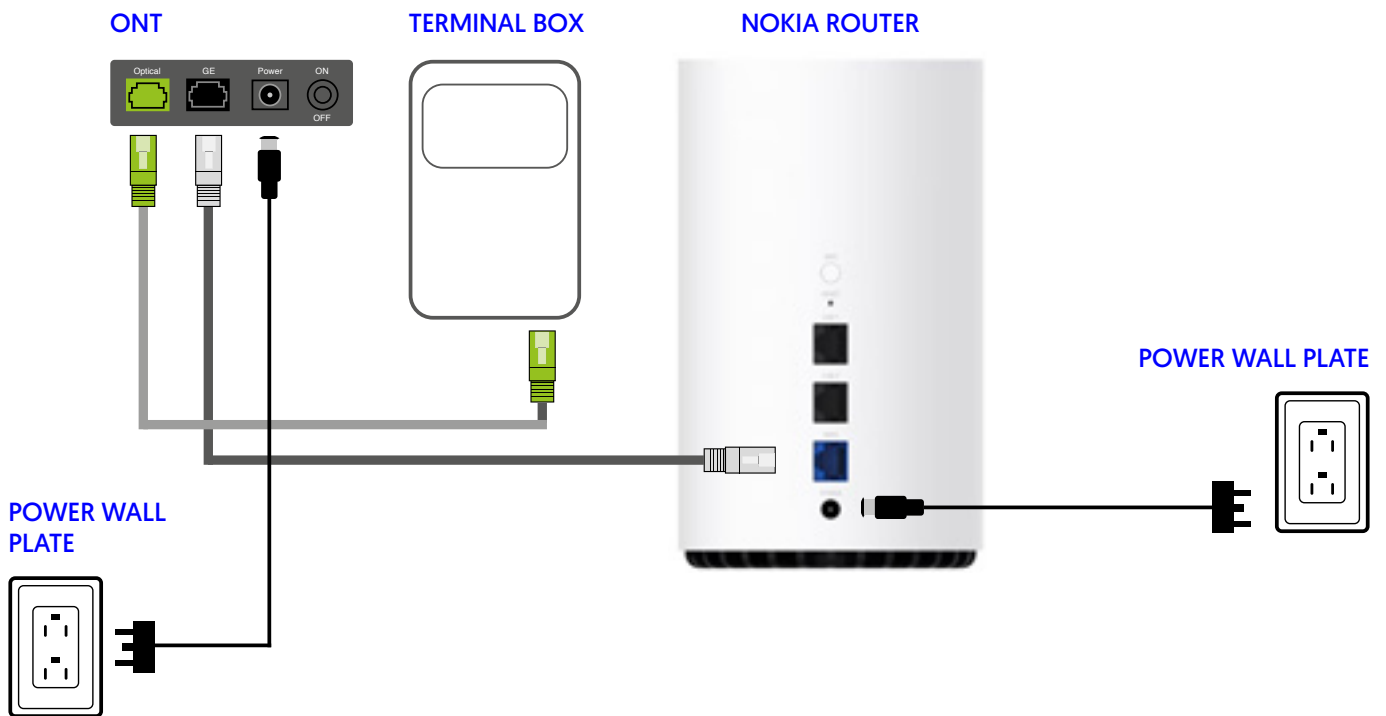 ONT
TERMINAL BOX
NOKIA ROUTER
Optical
GE
Power
ON
OFF
POWER WALL PLATE
POWER WALL
PLATE